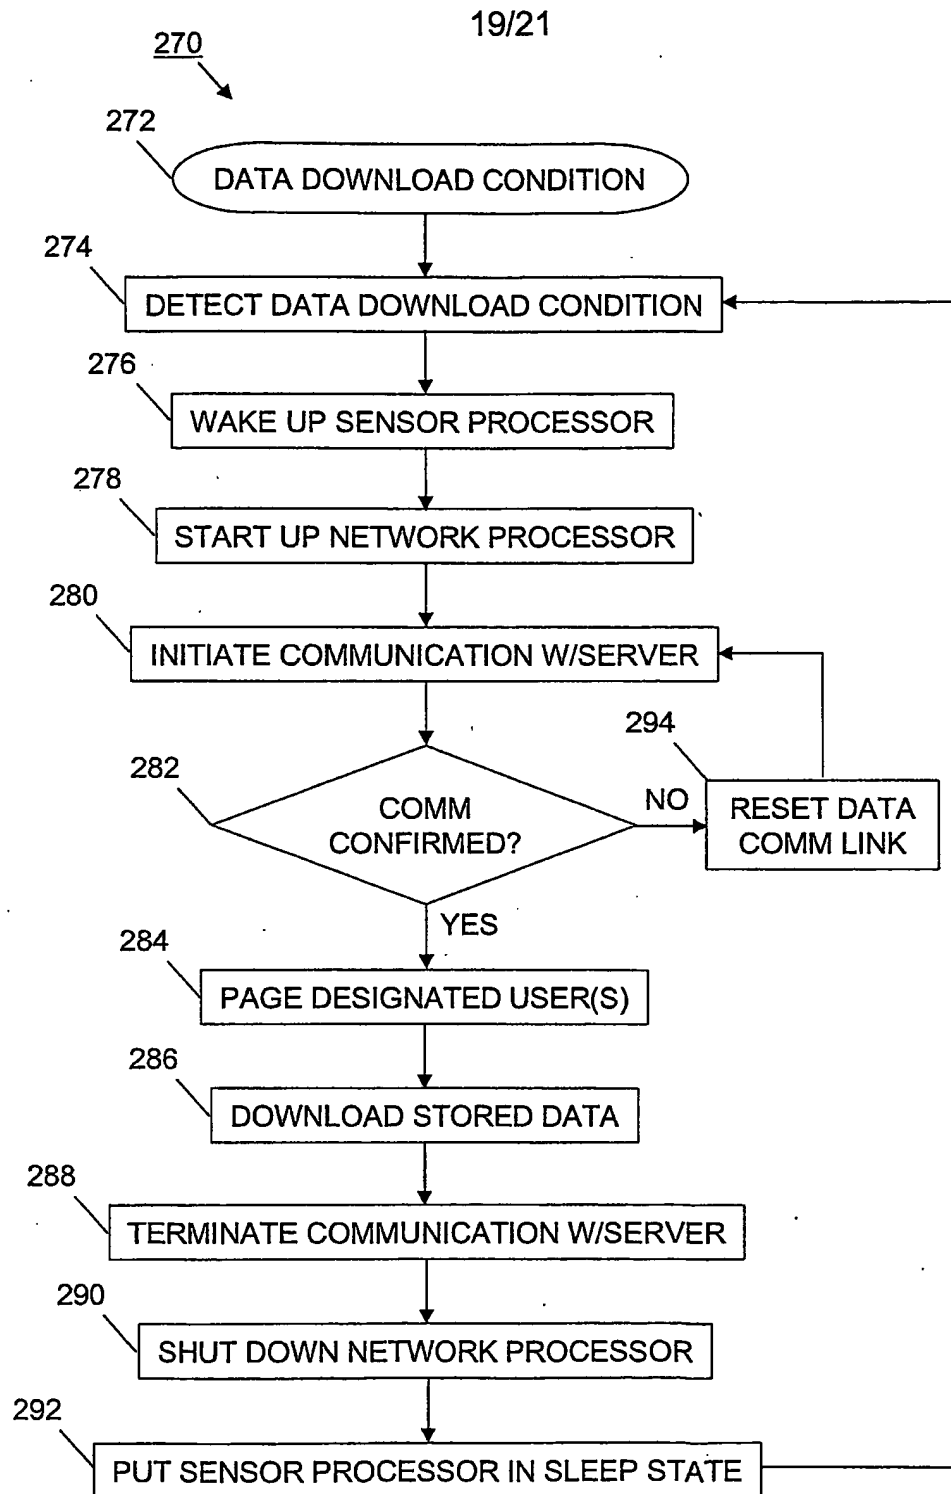 19/21
270
272
DATA DOWNLOAD CONDITION
274
DETECT DATA DOWNLOAD CONDITION
276
WAKE UP SENSOR PROCESSOR
278
START UP NETWORK PROCESSOR
280
INITIATE COMMUNICATION W/SERVER
282
COMM
CONFIRMED?
NO
294
RESET DATA
COMM LINK
YES
284
PAGE DESIGNATED USER(S)
286
DOWNLOAD STORED DATA
288
TERMINATE COMMUNICATION W/SERVER
290
SHUT DOWN NETWORK PROCESSOR
292
PUT SENSOR PROCESSOR IN SLEEP STATE